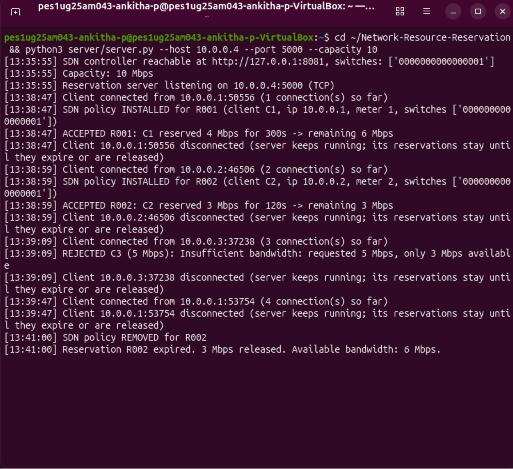 pes1ug25am043-ankitha-p@pes1ug25am043-ankitha-p-VirtualBox: ~ —...
pes1ug25am043-ankitha-p@pes1ug25am043-ankitha-p-VirtualBox:~$ cd ~/Network-Resource-Reservation
 && python3 server/server.py --host 10.0.0.4 --port 5000 --capacity 10
[13:35:55] SDN controller reachable at http://127.0.0.1:8081, switches: ['0000000000000001']
[13:35:55] Capacity: 10 Mbps
[13:35:55] Reservation server listening on 10.0.0.4:5000 (TCP)
[13:38:47] Client connected from 10.0.0.1:50556 (1 connection(s) so far)
[13:38:47] SDN policy INSTALLED for R001 (client C1, ip 10.0.0.1, meter 1, switches ['000000000
0000001'])
[13:38:47] ACCEPTED R001: C1 reserved 4 Mbps for 300s -> remaining 6 Mbps
[13:38:47] Client 10.0.0.1:50556 disconnected (server keeps running; its reservations stay unti
l they expire or are released)
[13:38:59] Client connected from 10.0.0.2:46506 (2 connection(s) so far)
[13:38:59] SDN policy INSTALLED for R002 (client C2, ip 10.0.0.2, meter 2, switches ['000000000
0000001'])
[13:38:59] ACCEPTED R002: C2 reserved 3 Mbps for 120s -> remaining 3 Mbps
[13:38:59] Client 10.0.0.2:46506 disconnected (server keeps running; its reservations stay unti
l they expire or are released)
[13:39:09] Client connected from 10.0.0.3:37238 (3 connection(s) so far)
[13:39:09] REJECTED C3 (5 Mbps): Insufficient bandwidth: requested 5 Mbps, only 3 Mbps availabl
e
[13:39:09] Client 10.0.0.3:37238 disconnected (server keeps running; its reservations stay unti
l they expire or are released)
[13:39:47] Client connected from 10.0.0.1:53754 (4 connection(s) so far)
[13:39:47] Client 10.0.0.1:53754 disconnected (server keeps running; its reservations stay unti
l they expire or are released)
[13:41:00] SDN policy REMOVED for R002
[13:41:00] Reservation R002 expired. 3 Mbps released. Available bandwidth: 6 Mbps.